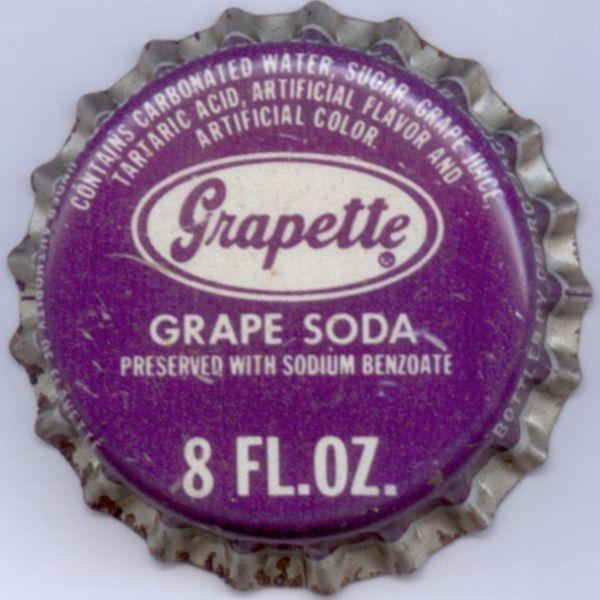 CONTAINS CARBONATED WATER, SUGAR, GRAPE JUICE,
TARTARIC ACID, ARTIFICIAL FLAVOR AND
ARTIFICIAL COLOR.
Grapette
GRAPE SODA
PRESERVED WITH SODIUM BENZOATE
8 FL.OZ.